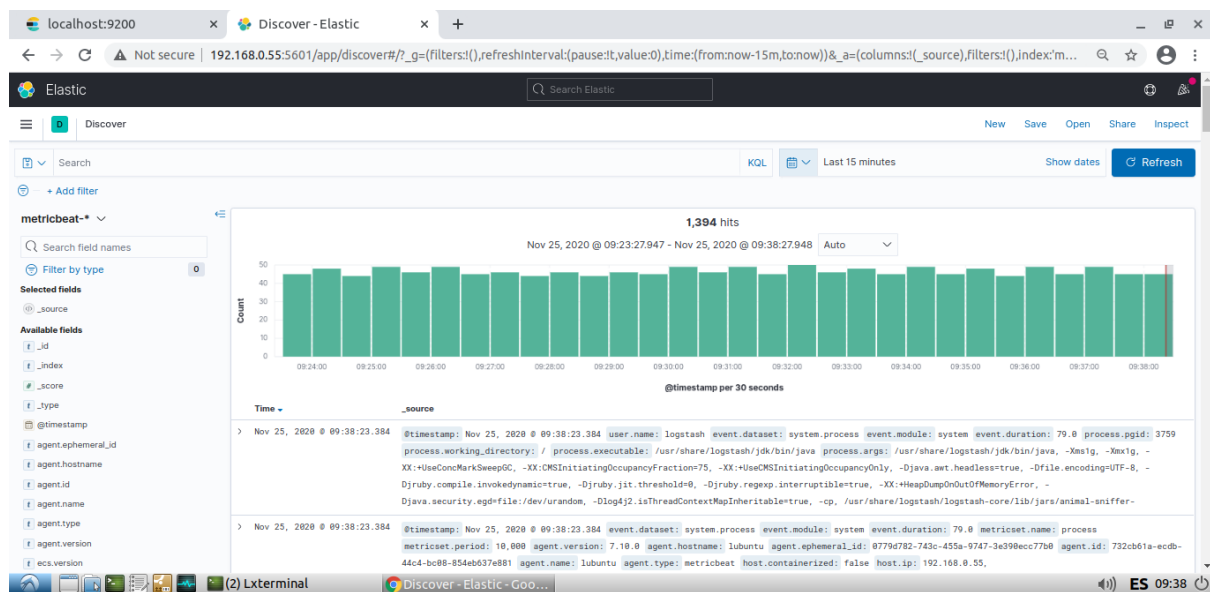 localhost:9200 × Discover - Elastic × +
Not secure | 192.168.0.55:5601/app/discover#/?_g=(filters:!(),refreshInterval:(pause:!t,value:0),time:(from:now-15m,to:now))&_a=(columns:!(_source),filters:!(),index:'m...
Elastic Search Elastic
D Discover New Save Open Share Inspect
Search KQL Last 15 minutes Show dates Refresh
+ Add filter
metricbeat-*
1,394 hits
Search field names
Nov 25, 2020 @ 09:23:27.947 - Nov 25, 2020 @ 09:38:27.948 Auto
Filter by type 0
Selected fields
_source
Available fields
t _id
t _index
# _score
t _type
@timestamp
t agent.ephemeral_id
t agent.hostname
t agent.id
t agent.name
t agent.type
t agent.version
t ecs.version
Count
50
40
30
20
10
0
09:24:00 09:25:00 09:26:00 09:27:00 09:28:00 09:29:00 09:30:00 09:31:00 09:32:00 09:33:00 09:34:00 09:35:00 09:36:00 09:37:00 09:38:00
@timestamp per 30 seconds
Time _source
> Nov 25, 2020 @ 09:38:23.384 @timestamp: Nov 25, 2020 @ 09:38:23.384 user.name: logstash event.dataset: system.process event.module: system event.duration: 79.0 process.pgid: 3759
process.working_directory: / process.executable: /usr/share/logstash/jdk/bin/java process.args: /usr/share/logstash/jdk/bin/java, -Xms1g, -Xmx1g, -
XX:+UseConcMarkSweepGC, -XX:CMSInitiatingOccupancyFraction=75, -XX:+UseCMSInitiatingOccupancyOnly, -Djava.awt.headless=true, -Dfile.encoding=UTF-8, -
Djruby.compile.invokedynamic=true, -Djruby.jit.threshold=0, -Djruby.regexp.interruptible=true, -XX:+HeapDumpOnOutOfMemoryError, -
Djava.security.egd=file:/dev/urandom, -Dlog4j2.isThreadContextMapInheritable=true, -cp, /usr/share/logstash/logstash-core/lib/jars/animal-sniffer-
> Nov 25, 2020 @ 09:38:23.384 @timestamp: Nov 25, 2020 @ 09:38:23.384 event.dataset: system.process event.module: system event.duration: 79.0 metricset.name: process
metricset.period: 10,000 agent.version: 7.10.0 agent.hostname: lubuntu agent.ephemeral_id: 0779d782-743c-455a-9747-3e390ecc77b0 agent.id: 732cb61a-ecdb-
44c4-bc08-854eb637e881 agent.name: lubuntu agent.type: metricbeat host.containerized: false host.ip: 192.168.0.55,
(2) Lxterminal Discover - Elastic - Goo... ES 09:38